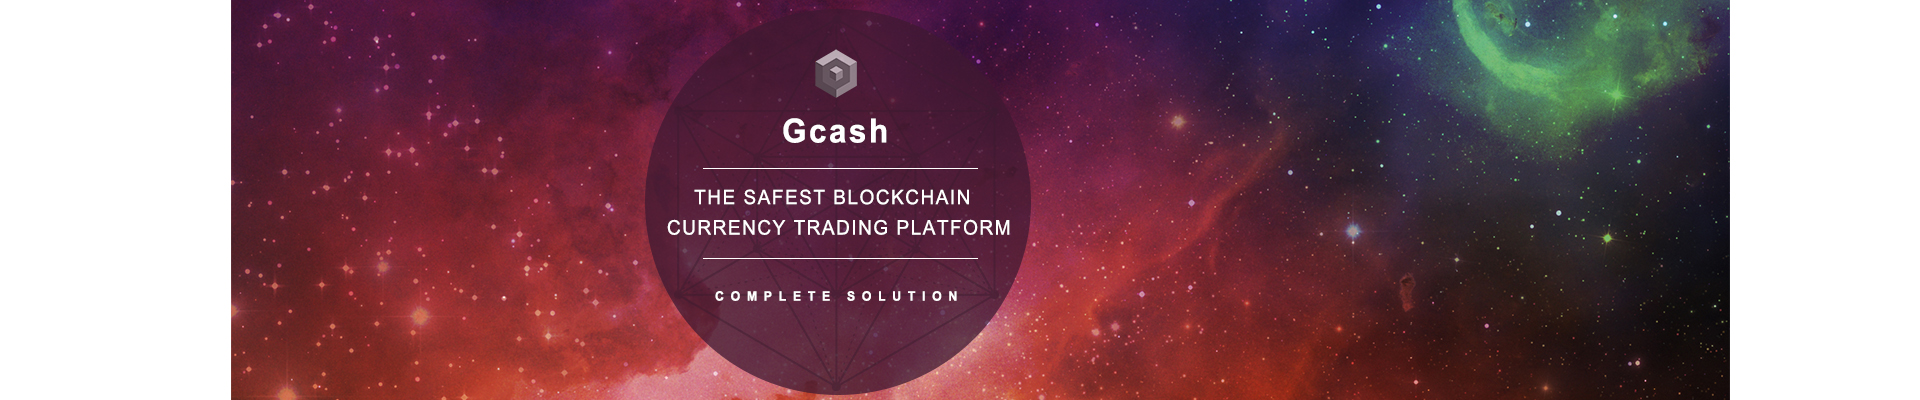 Gcash
THE SAFEST BLOCKCHAIN
CURRENCY TRADING PLATFORM
COMPLETE SOLUTION